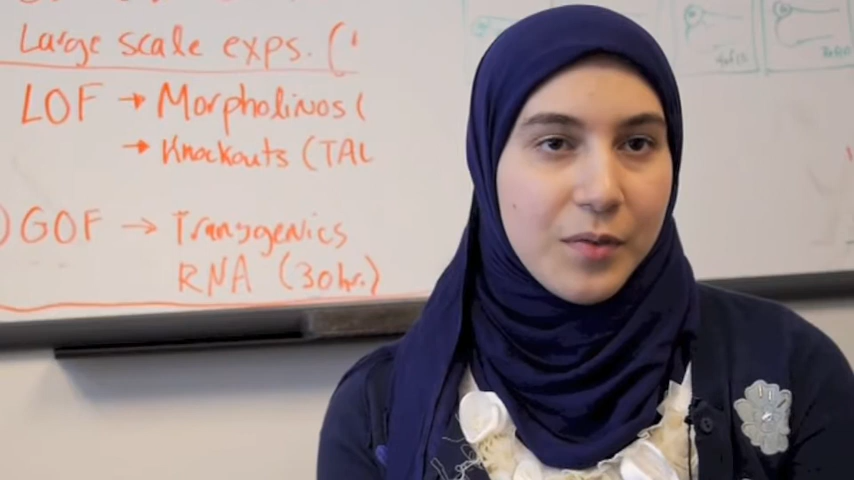 Large scale exps. (
LOF → Morpholinos (
→ Knockouts (TAL
GOF → Transgenics
RNA (30hr.)